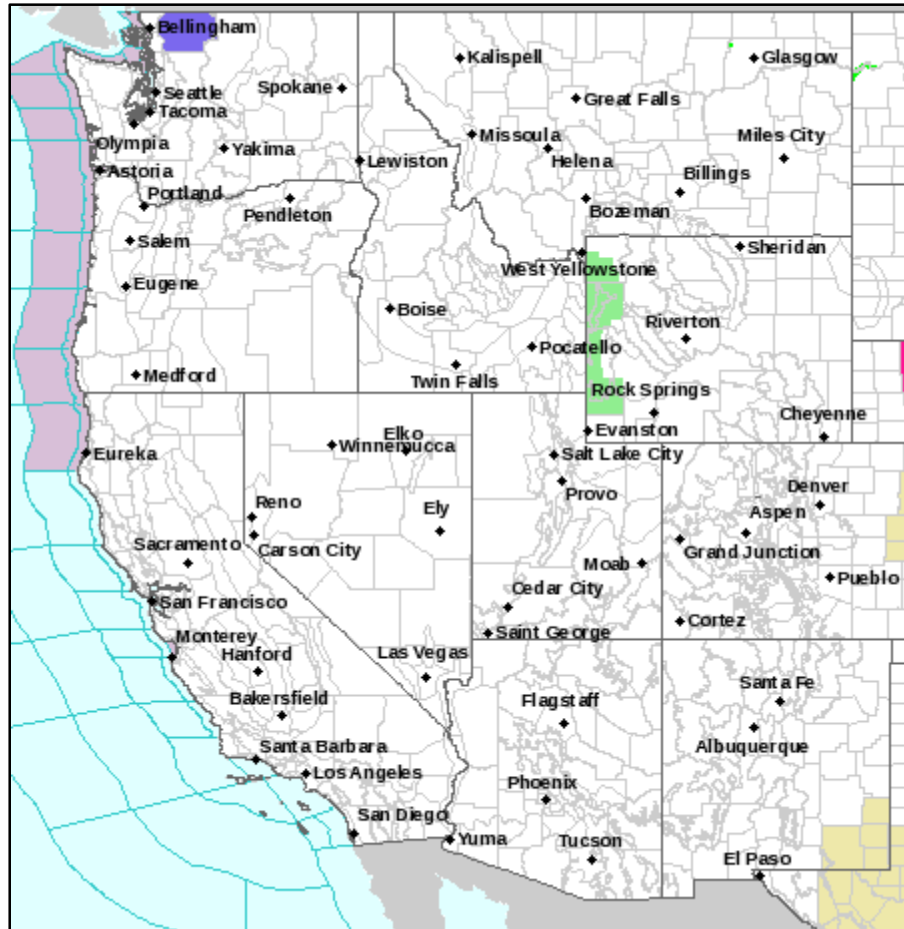 Bellingham
Kalispell
Glasgow
Spokane
Seattle
Great Falls
Tacoma
Missoula
Miles City
Olympia
Yakima
Helena
Lewiston
Astoria
Billings
Portland
Pendleton
Bozeman
Salem
Sheridan
West Yellowstone
Eugene
Boise
Riverton
Pocatello
Medford
Twin Falls
Rock Springs
Cheyenne
Elko
Evanston
Winnemucca
Eureka
Salt Lake City
Denver
Provo
Reno
Ely
Aspen
Sacramento
Carson City
Grand Junction
Moab
Pueblo
Cedar City
San Francisco
Cortez
Saint George
Monterey
Las Vegas
Hanford
Santa Fe
Bakersfield
Flagstaff
Albuquerque
Santa Barbara
Los Angeles
Phoenix
San Diego
Yuma
Tucson
El Paso